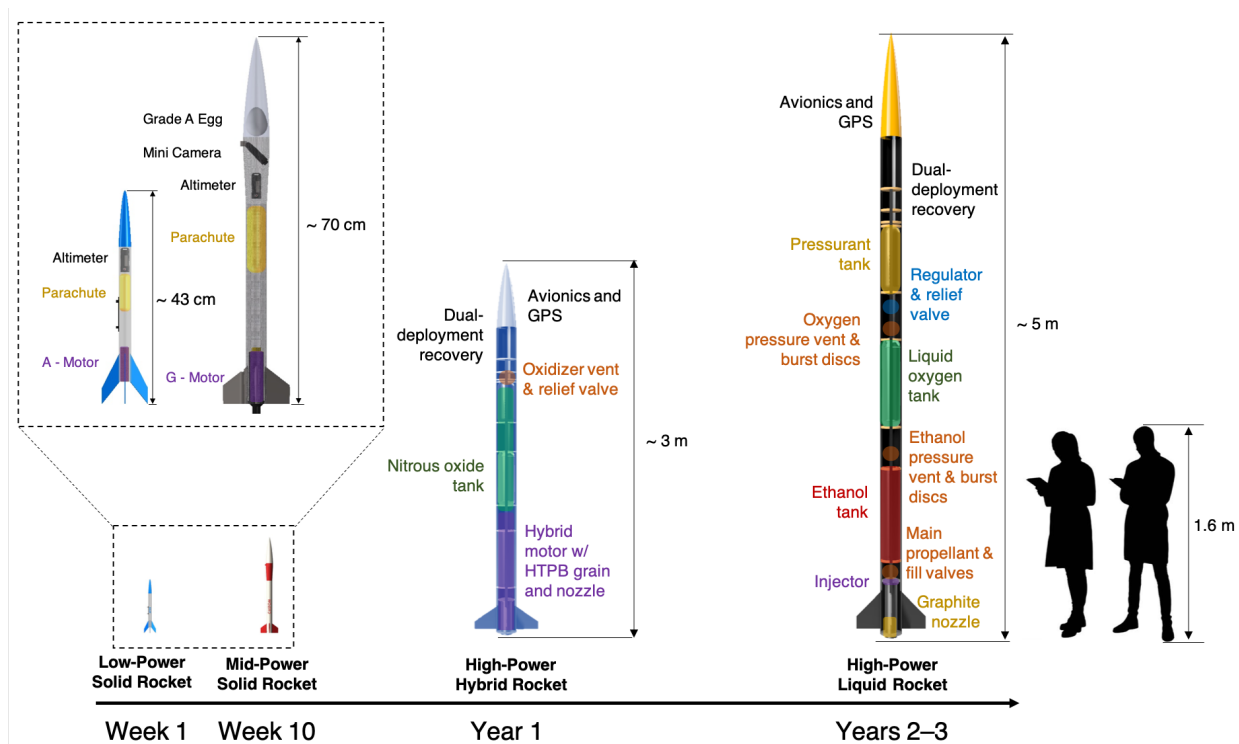 Grade A Egg
Mini Camera
Altimeter
Parachute
~ 70 cm
G - Motor
Altimeter
Parachute
~ 43 cm
A - Motor
Avionics and
GPS
Dual-
deployment
recovery
Oxidizer vent
& relief valve
~ 3 m
Nitrous oxide
tank
Hybrid
motor w/
HTPB grain
and nozzle
Avionics and
GPS
Dual-
deployment
recovery
Pressurant
tank
Regulator
& relief
valve
Oxygen
pressure vent &
burst discs
~ 5 m
Liquid
oxygen
tank
Ethanol
pressure
vent & burst
discs
Ethanol
tank
Main
propellant &
fill valves
Injector
Graphite
nozzle
1.6 m
Low-Power
Solid Rocket
Mid-Power
Solid Rocket
High-Power
Hybrid Rocket
High-Power
Liquid Rocket
Week 1
Week 10
Year 1
Years 2–3